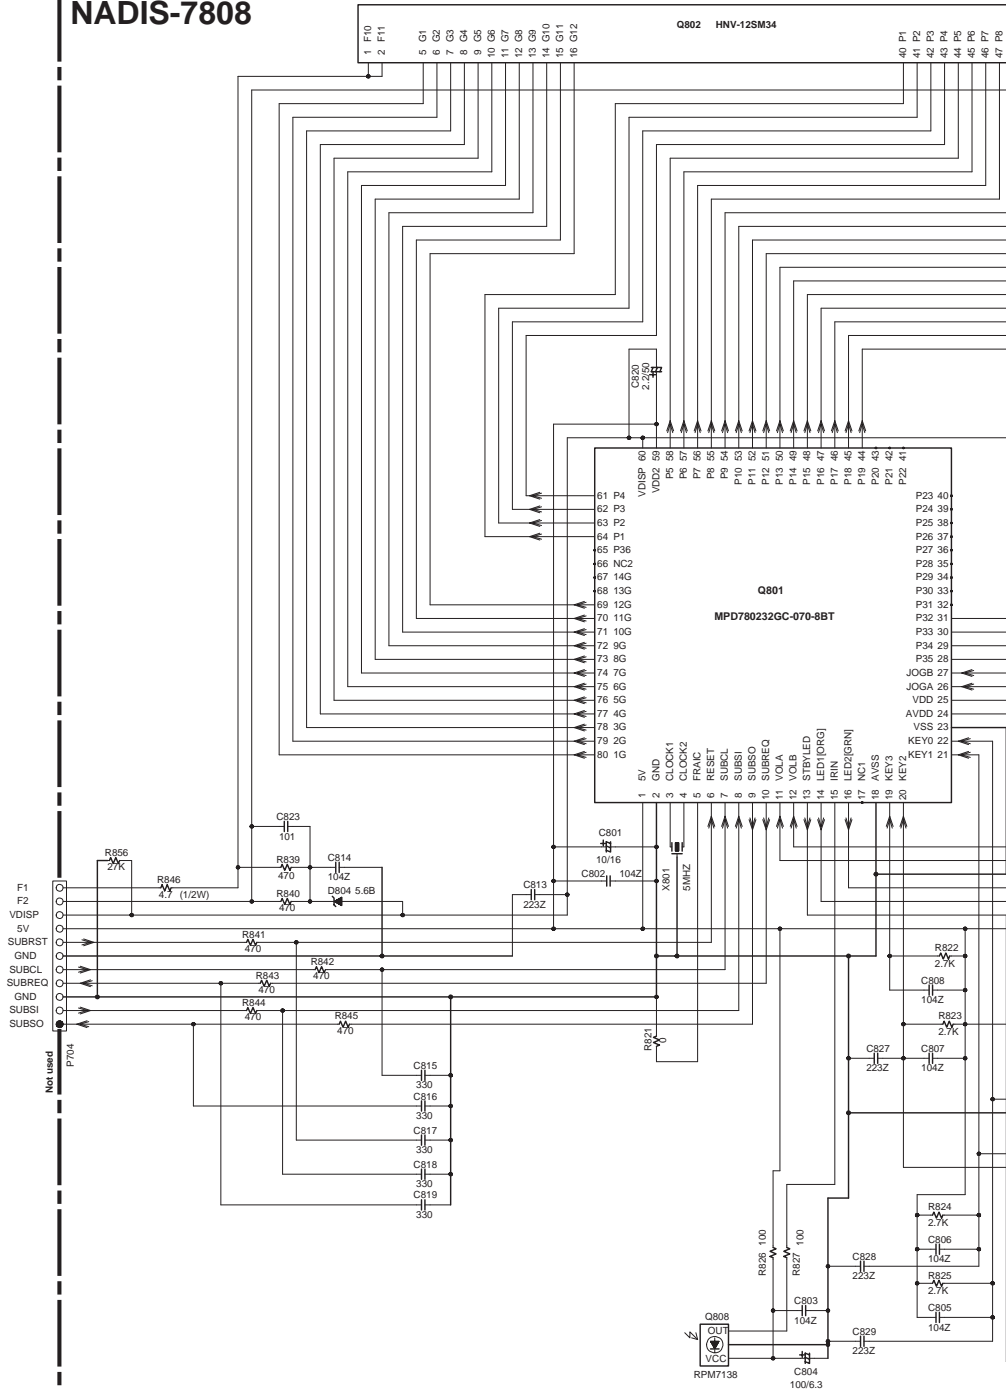 NADIS-7808
Q802 HNV-12SM34
1 F10
2 F11
5 G1
6 G2
7 G3
8 G4
9 G5
10 G6
11 G7
12 G8
13 G9
14 G10
15 G11
16 G12
40 P1
41 P2
42 P3
43 P4
44 P5
45 P6
46 P7
47 P8
C820
2.2/50
VDISP 60
VDD2 59
P5 58
P6 57
P7 56
P8 55
P9 54
P10 53
P11 52
P12 51
P13 50
P14 49
P15 48
P16 47
P17 46
P18 45
P19 44
P20 43
P21 42
P22 41
61 P4
62 P3
63 P2
64 P1
65 P36
66 NC2
67 14G
68 13G
69 12G
70 11G
71 10G
72 9G
73 8G
74 7G
75 6G
76 5G
77 4G
78 3G
79 2G
80 1G
Q801
MPD780232GC-070-8BT
P23 40
P24 39
P25 38
P26 37
P27 36
P28 35
P29 34
P30 33
P31 32
P32 31
P33 30
P34 29
P35 28
JOGB 27
JOGA 26
VDD 25
AVDD 24
VSS 23
KEY0 22
KEY1 21
1 5V
2 GND
3 CLOCK1
4 CLOCK2
5 FRAIC
6 RESET
7 SUBCL
8 SUBSI
9 SUBSO
10 SUBREQ
11 VOLA
12 VOLB
13 STBYLED
14 LED1[ORG]
15 IRIN
16 LED2[GRN]
17 NC1
18 AVSS
19 KEY3
20 KEY2
C823
101
R856
27K
R839
470
C814
104Z
R846
4.7 (1/2W)
R840
470
D804 5.6B
C801
10/16
C802 104Z
C813
223Z
X801
5MHZ
F1
F2
VDISP
5V
SUBRST
GND
SUBCL
SUBREQ
GND
SUBSI
SUBSO
P704
Not used
R841
470
R842
470
R843
470
R844
470
R845
470
R821
0
C815
330
C816
330
C817
330
C818
330
C819
330
R822
2.7K
C808
104Z
R823
2.7K
C827
223Z
C807
104Z
R826 100
R827 100
R824
2.7K
C806
104Z
C828
223Z
R825
2.7K
C803
104Z
C805
104Z
C829
223Z
Q808
OUT
VCC
RPM7138
C804
100/6.3